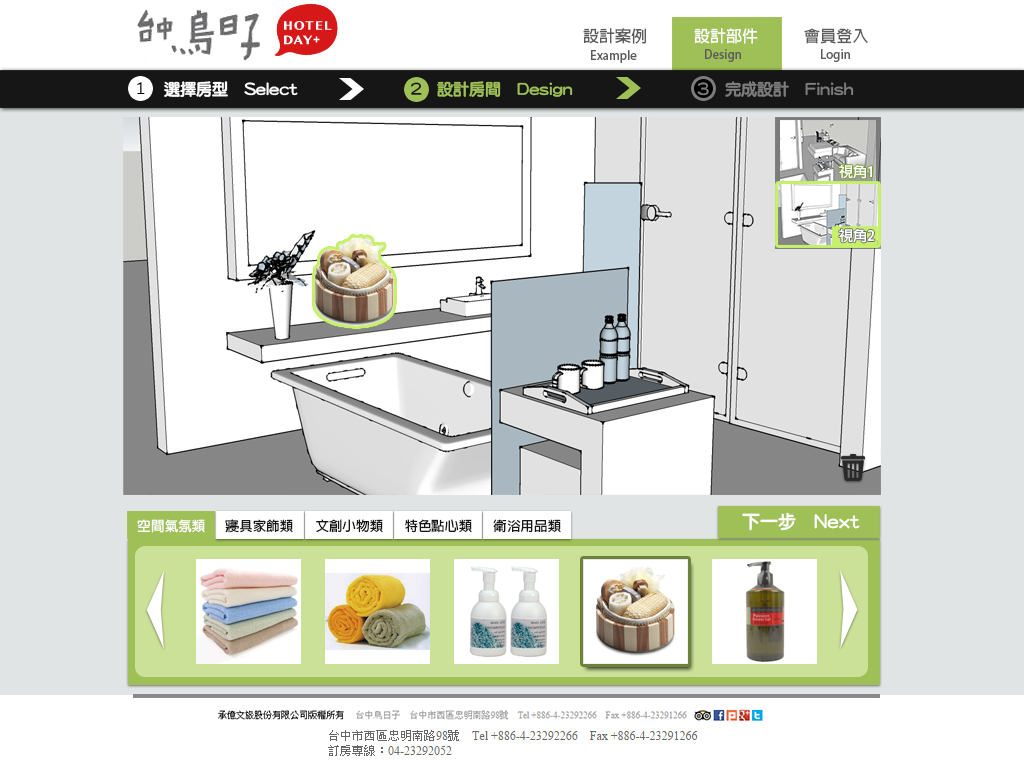 台中鳥日子
HOTEL
DAY+
設計案例
Example
設計部件
Design
會員登入
Login
1 選擇房型 Select
2 設計房間 Design
3 完成設計 Finish
視角1
視角2
空間氣氛類
寢具家飾類
文創小物類
特色點心類
衛浴用品類
下一步 Next
承億文旅股份有限公司版權所有 台中鳥日子 台中市西區忠明南路98號 Tel +886-4-23292266 Fax +886-4-23291266
台中市西區忠明南路98號 Tel +886-4-23292266 Fax +886-4-23291266
訂房專線：04-23292052